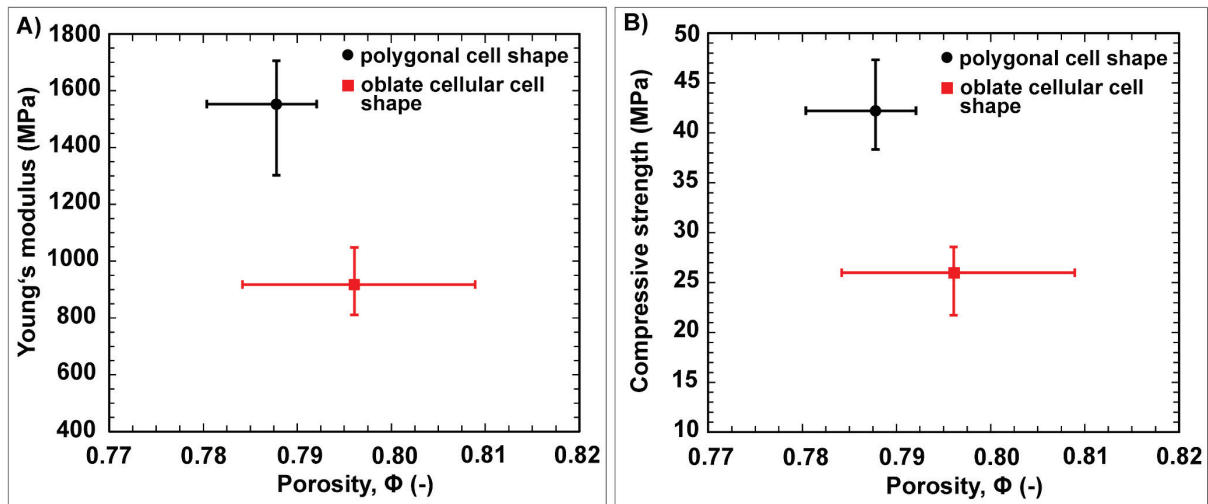 A)
1800
1600
1400
1200
1000
800
600
400
Young‘s modulus (MPa)
polygonal cell shape
oblate cellular cell
shape
0.77 0.78 0.79 0.80 0.81 0.82
Porosity, Φ (-)
B)
50
45
40
35
30
25
20
15
10
Compressive strength (MPa)
polygonal cell shape
oblate cellular cell
shape
0.77 0.78 0.79 0.80 0.81 0.82
Porosity, Φ (-)